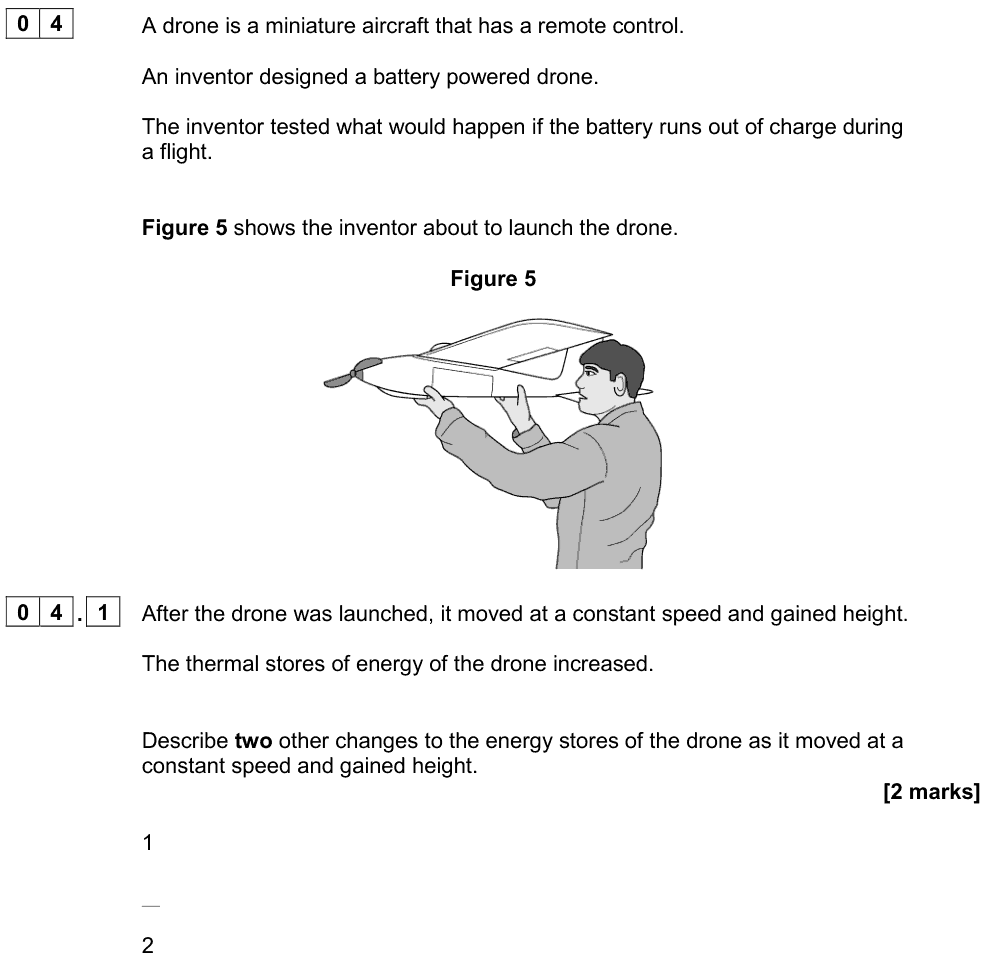 0 4 A drone is a miniature aircraft that has a remote control.
An inventor designed a battery powered drone.
The inventor tested what would happen if the battery runs out of charge during
a flight.
Figure 5 shows the inventor about to launch the drone.
Figure 5
0 4 . 1 After the drone was launched, it moved at a constant speed and gained height.
The thermal stores of energy of the drone increased.
Describe two other changes to the energy stores of the drone as it moved at a
constant speed and gained height.
[2 marks]
1
2